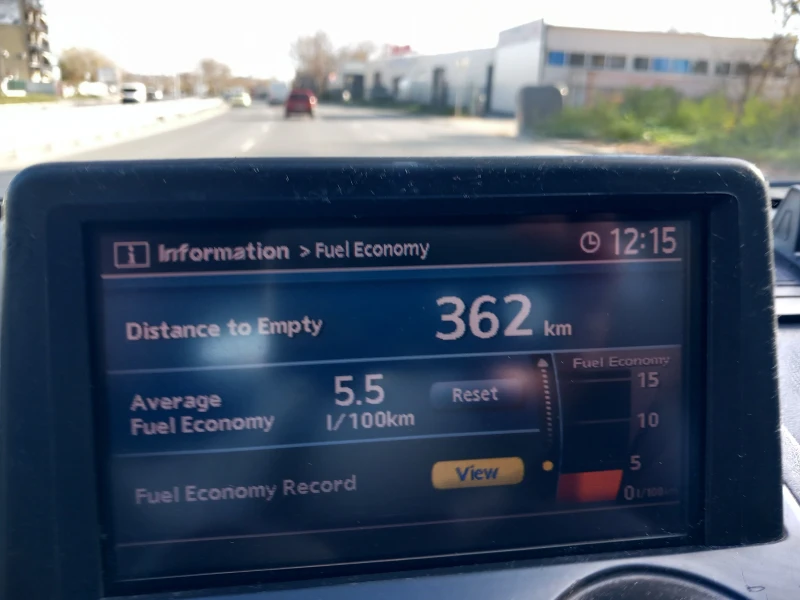 i Information > Fuel Economy 12:15
Distance to Empty 362 km
Average
Fuel Economy
5.5
l/100km
Reset
Fuel Economy
15
10
5
0 l/100km
Fuel Economy Record View